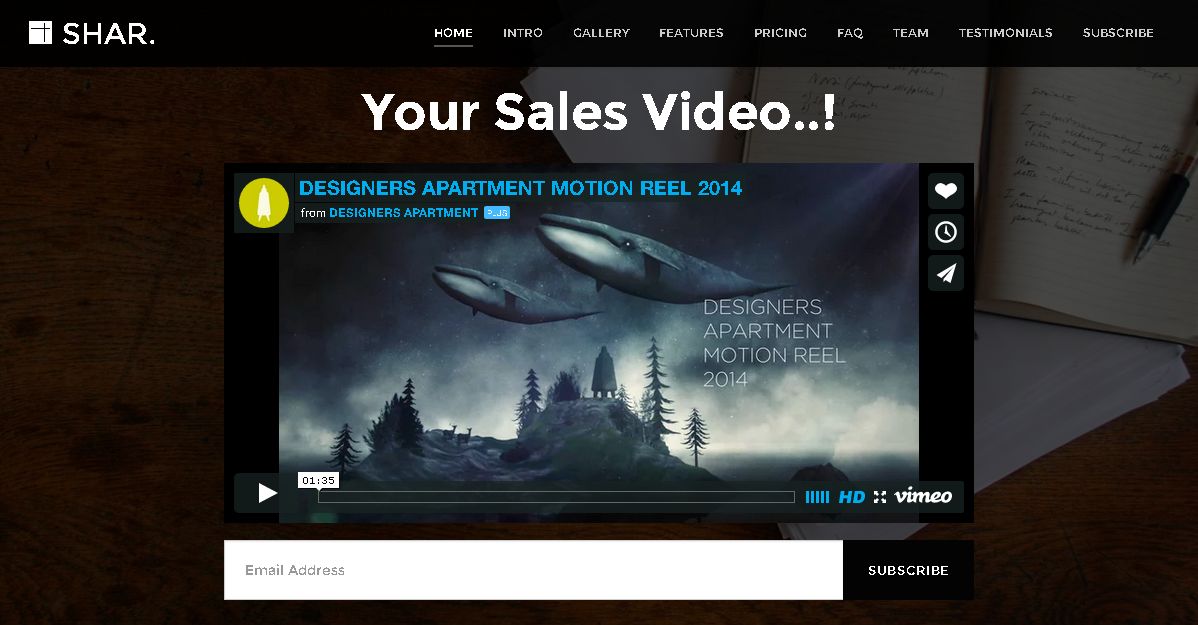 SHAR.
HOME INTRO GALLERY FEATURES PRICING FAQ TEAM TESTIMONIALS SUBSCRIBE
Your Sales Video..!
DESIGNERS APARTMENT MOTION REEL 2014
from DESIGNERS APARTMENT PLUS
DESIGNERS
APARTMENT
MOTION REEL
2014
01:35
HD vimeo
Email Address
SUBSCRIBE